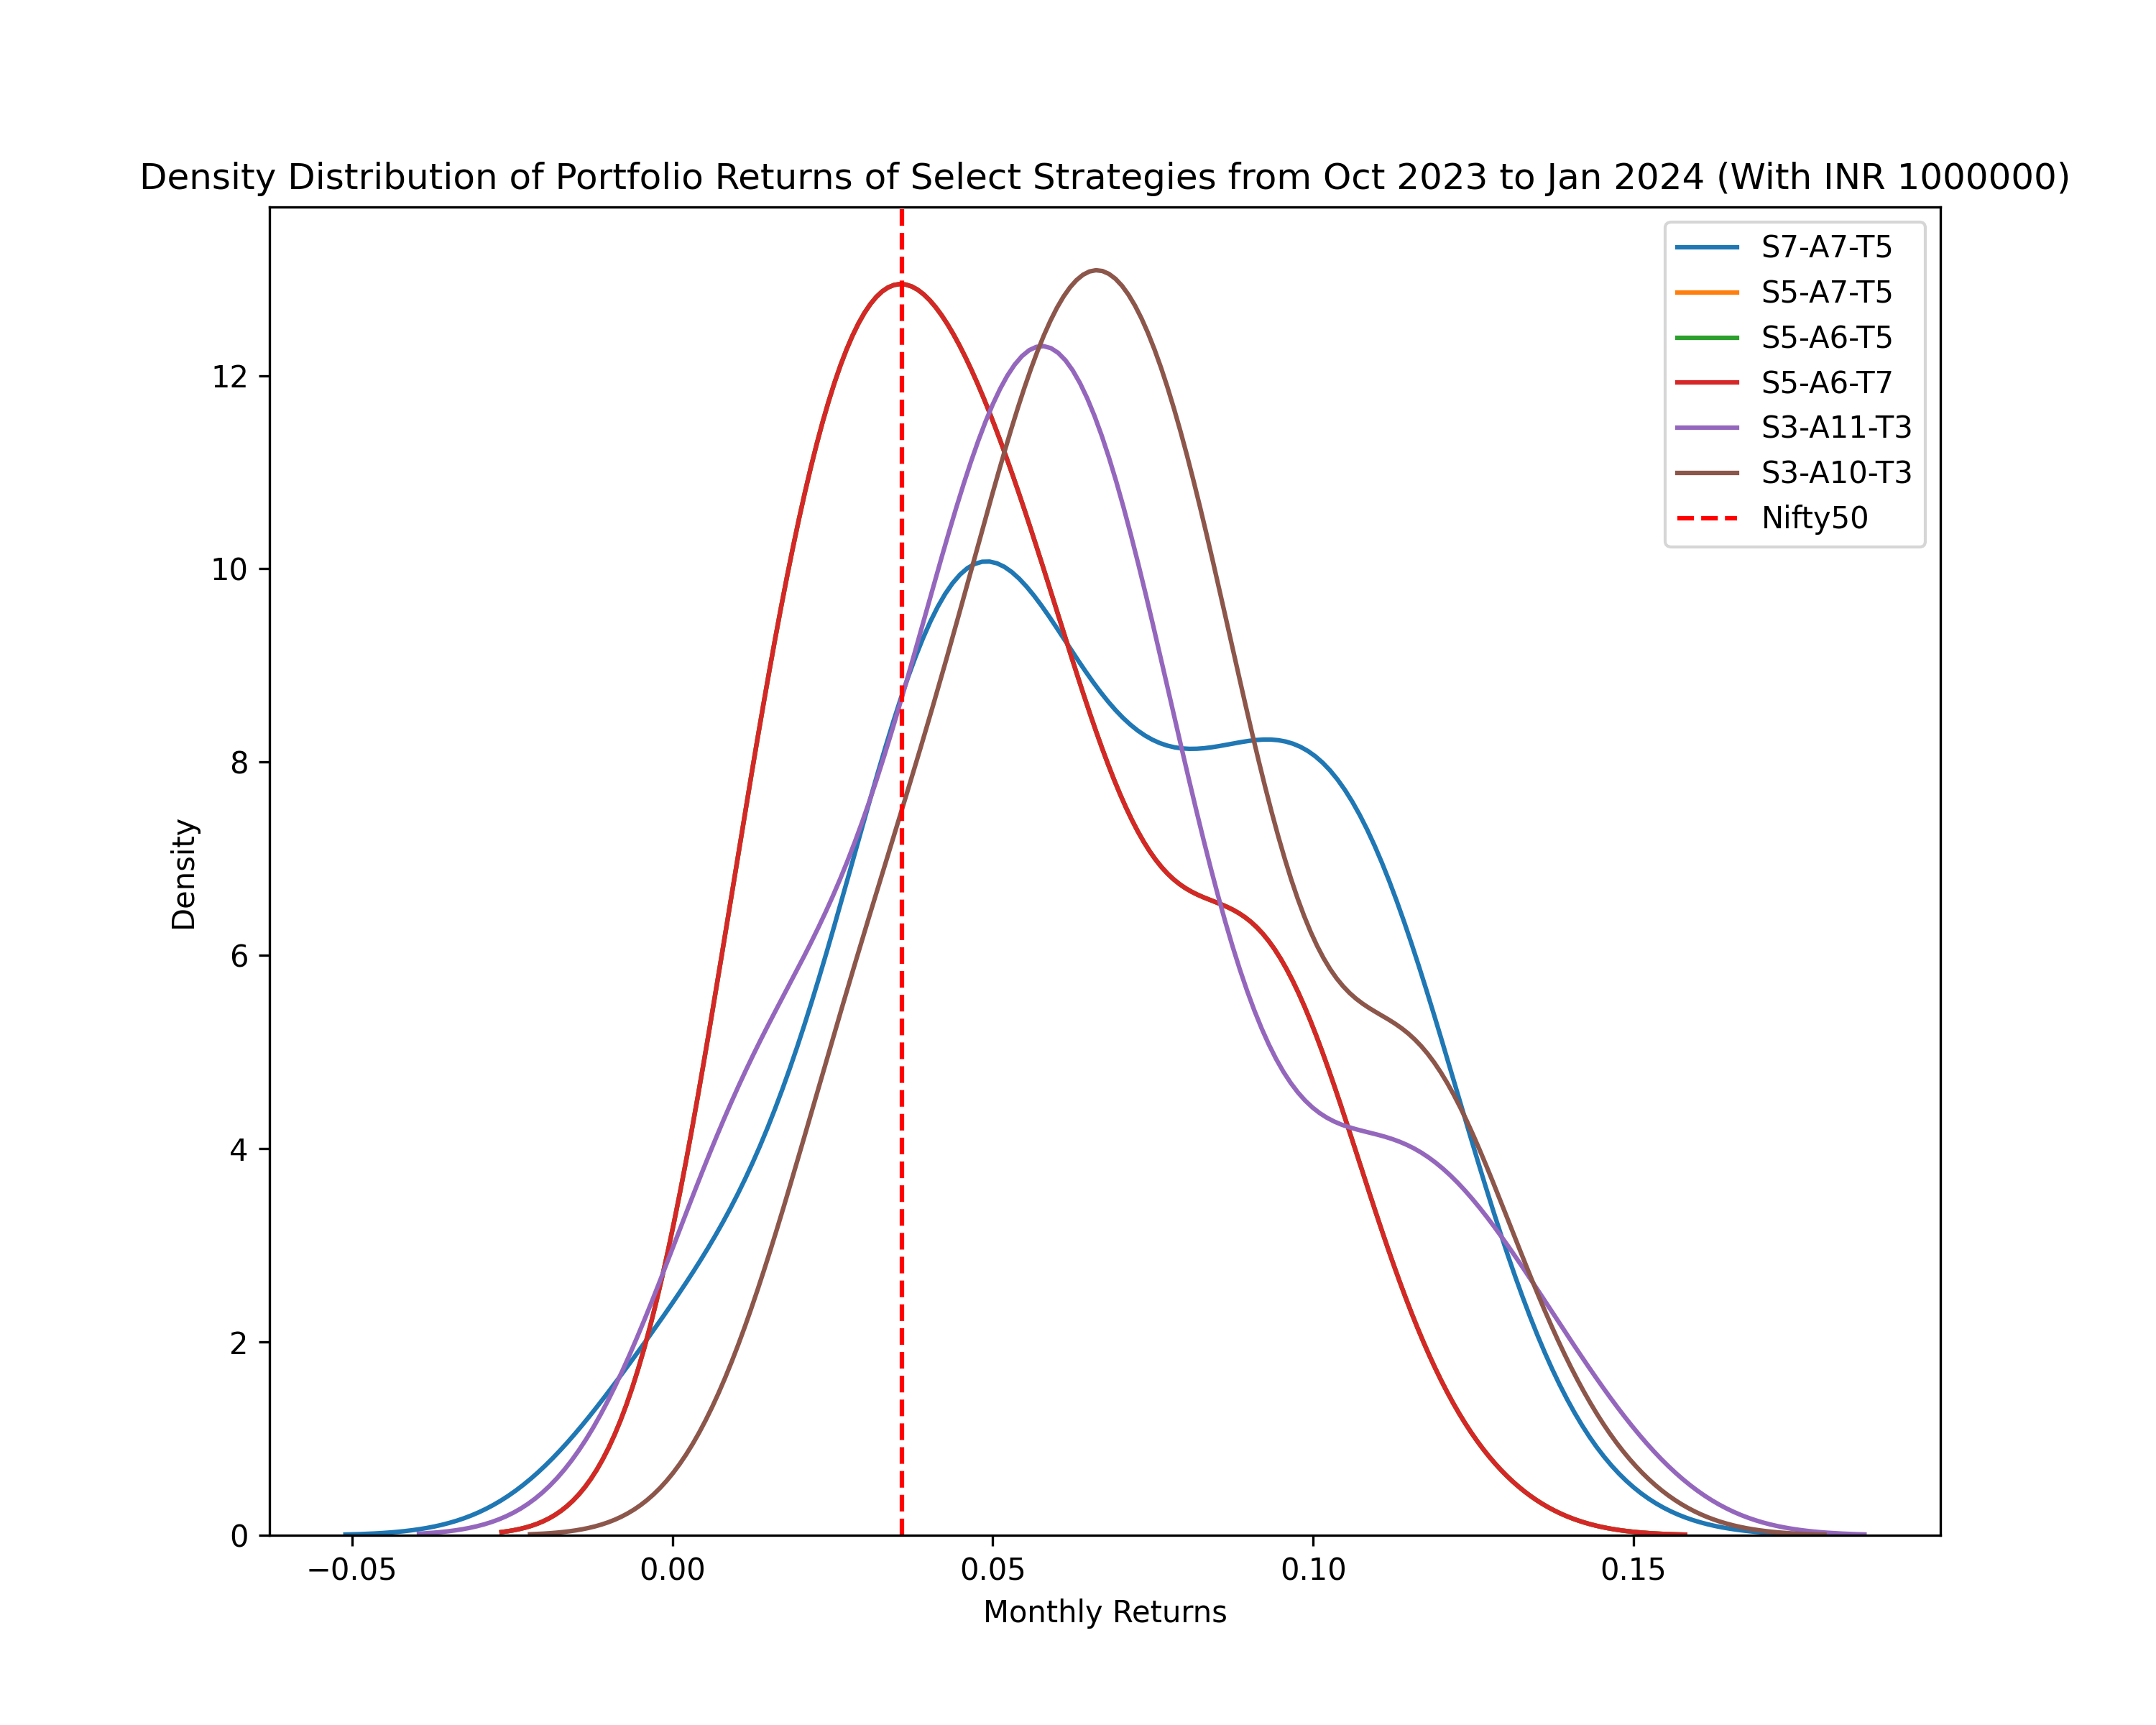 Density Distribution of Portfolio Returns of Select Strategies from Oct 2023 to Jan 2024 (With INR 1000000)
S7-A7-T5
S5-A7-T5
S5-A6-T5
S5-A6-T7
S3-A11-T3
S3-A10-T3
Nifty50
12
10
8
6
4
2
0
Density
−0.05 0.00 0.05 0.10 0.15
Monthly Returns